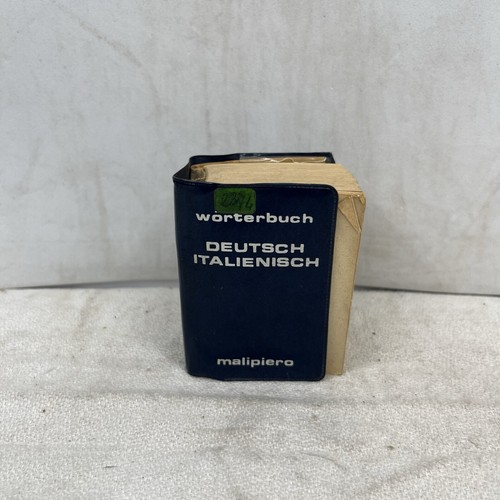 wörterbuch
DEUTSCH
ITALIENISCH
malipiero